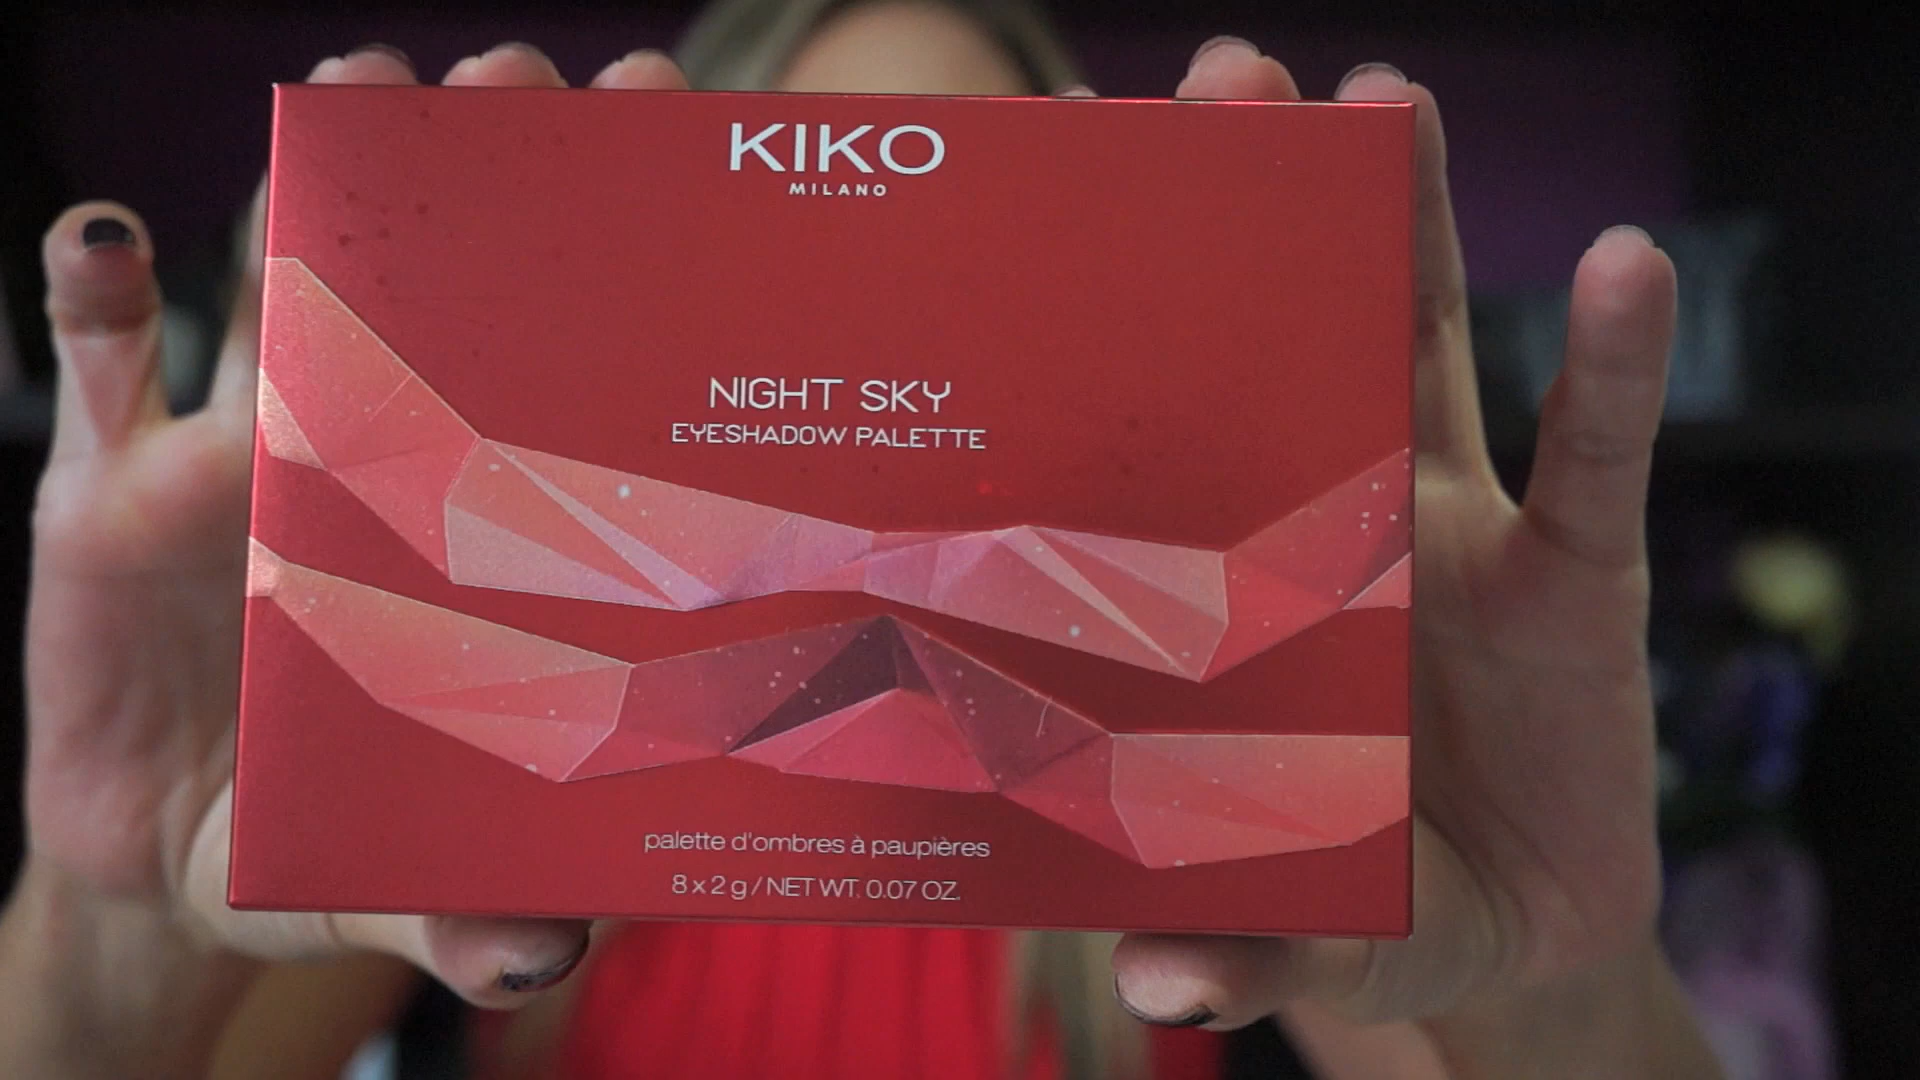 KIKO
MILANO
NIGHT SKY
EYESHADOW PALETTE
palette d'ombres à paupières
8 x 2 g / NET WT. 0.07 OZ.